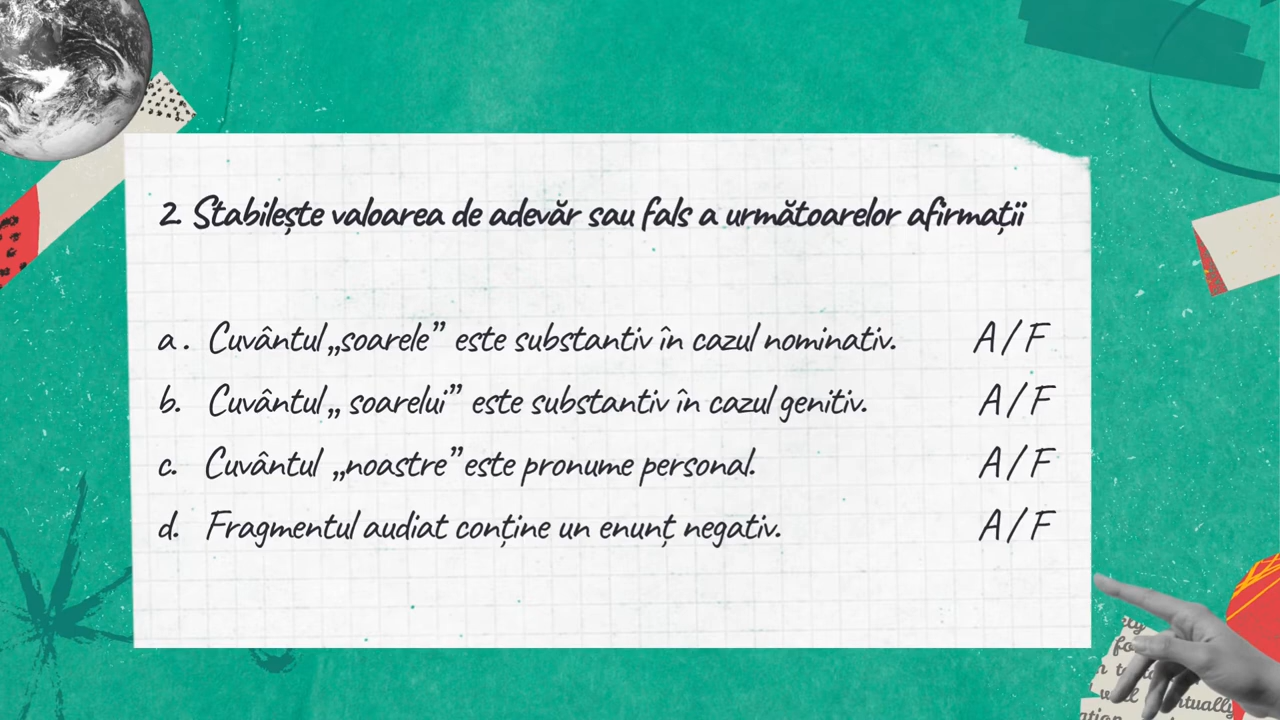 2. Stabilește valoarea de adevăr sau fals a următoarelor afirmații
a. Cuvântul „soarele” este substantiv în cazul nominativ. A/F
b. Cuvântul „ soarelui” este substantiv în cazul genitiv. A/F
c. Cuvântul „noastre” este pronume personal. A/F
d. Fragmentul audiat conține un enunț negativ. A/F